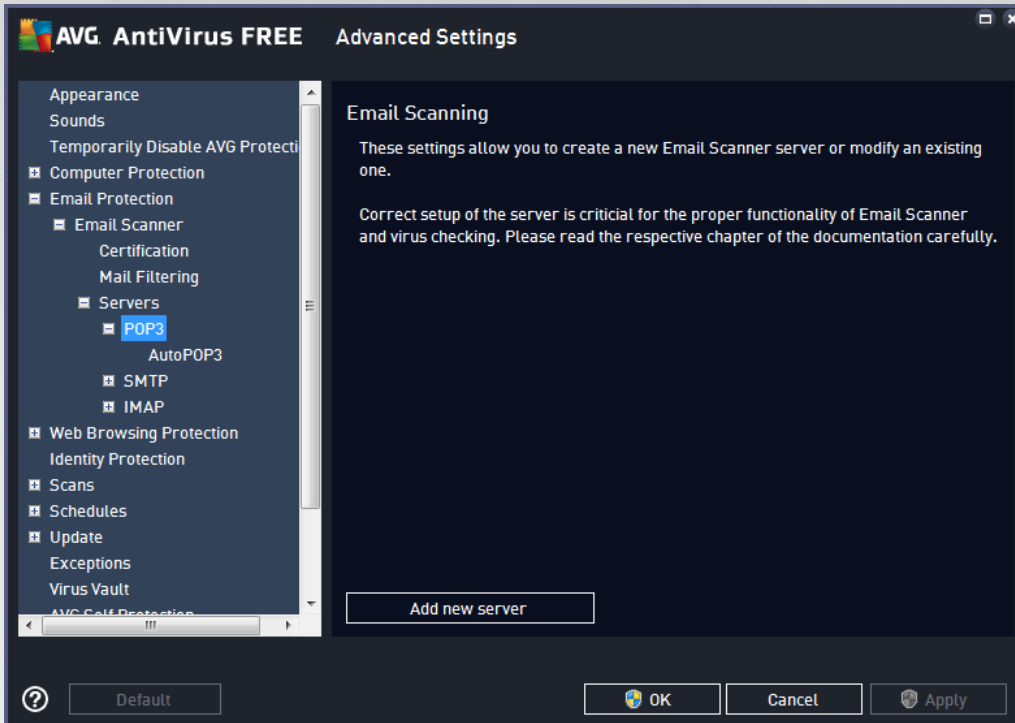 AVG. AntiVirus FREE Advanced Settings
Appearance
Sounds
Temporarily Disable AVG Protecti
Computer Protection
Email Protection
Email Scanner
Certification
Mail Filtering
Servers
POP3
AutoPOP3
SMTP
IMAP
Web Browsing Protection
Identity Protection
Scans
Schedules
Update
Exceptions
Virus Vault
AVG Self Protection
Email Scanning
These settings allow you to create a new Email Scanner server or modify an existing
one.
Correct setup of the server is criticial for the proper functionality of Email Scanner
and virus checking. Please read the respective chapter of the documentation carefully.
Add new server
Default
OK
Cancel
Apply